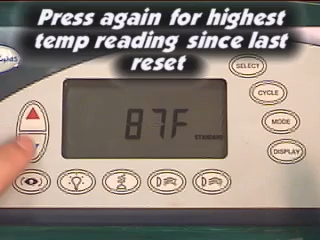 Press again for highest
temp reading since last
reset
SELECT
CYCLE
87F
STANDARD
MODE
DISPLAY